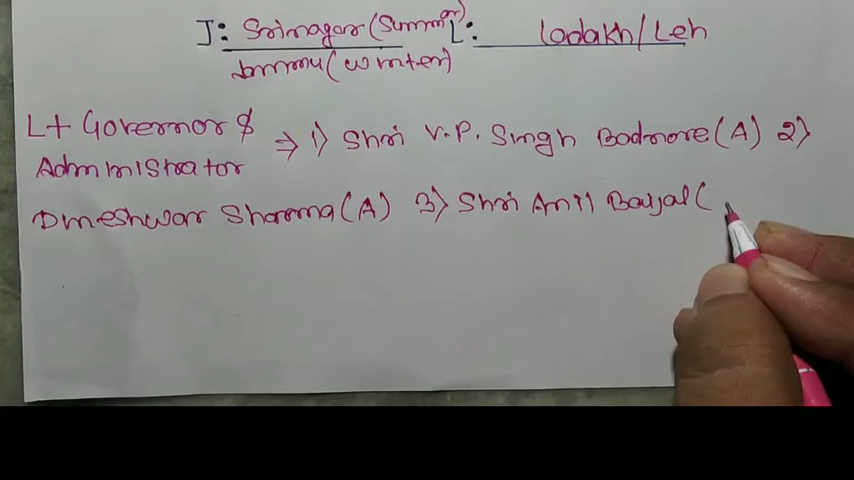 J: Srinagar (Summer) L: Ladakh/Leh
Jammu (winter)
Lt Governor & ⇒ 1) Shri V.P. Singh Badnore (A) 2)
Administrator
Dineshwar Sharma (A) 3) Shri Anil Baijal (